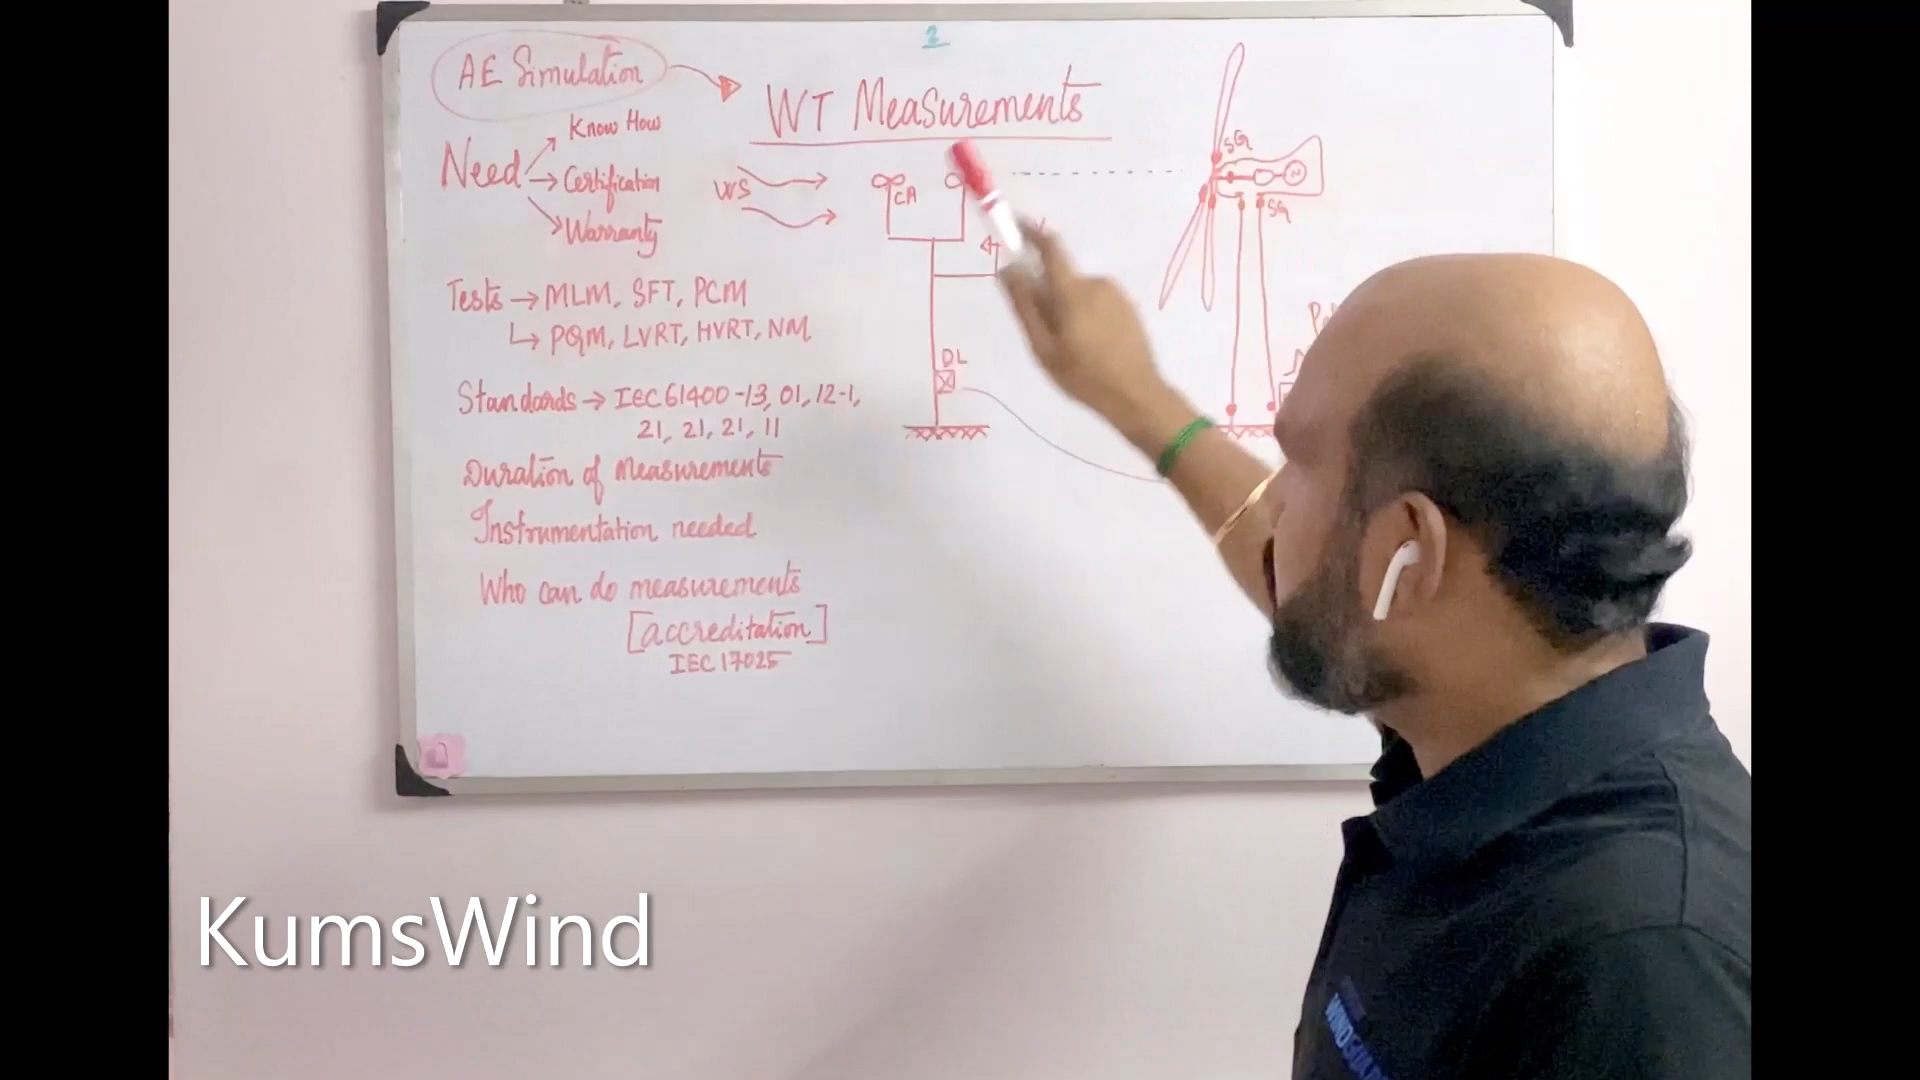 2
AE Simulation
WT Measurements
Need
Know How
Certification
Warranty
WS
CA
SG
N
SG
Tests → MLM, SFT, PCM
PQM, LVRT, HVRT, NM
DL
Standards → IEC 61400-13, 01, 12-1,
21, 21, 21, 11
Duration of measurements
Instrumentation needed
Who can do measurements
[accreditation]
IEC 17025
KumsWind